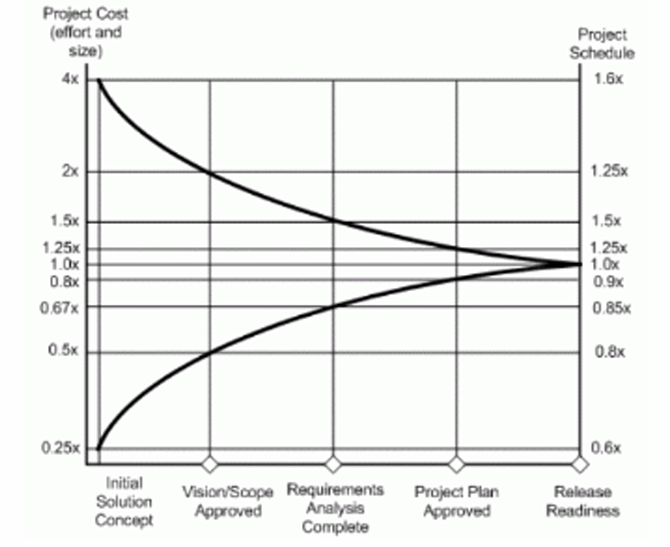 Project Cost
(effort and
size)
Project
Schedule
4x
1.6x
2x
1.25x
1.5x
1.5x
1.25x
1.25x
1.0x
1.0x
0.8x
0.9x
0.67x
0.85x
0.5x
0.8x
0.25x
0.6x
Initial
Solution
Concept
Vision/Scope
Approved
Requirements
Analysis
Complete
Project Plan
Approved
Release
Readiness